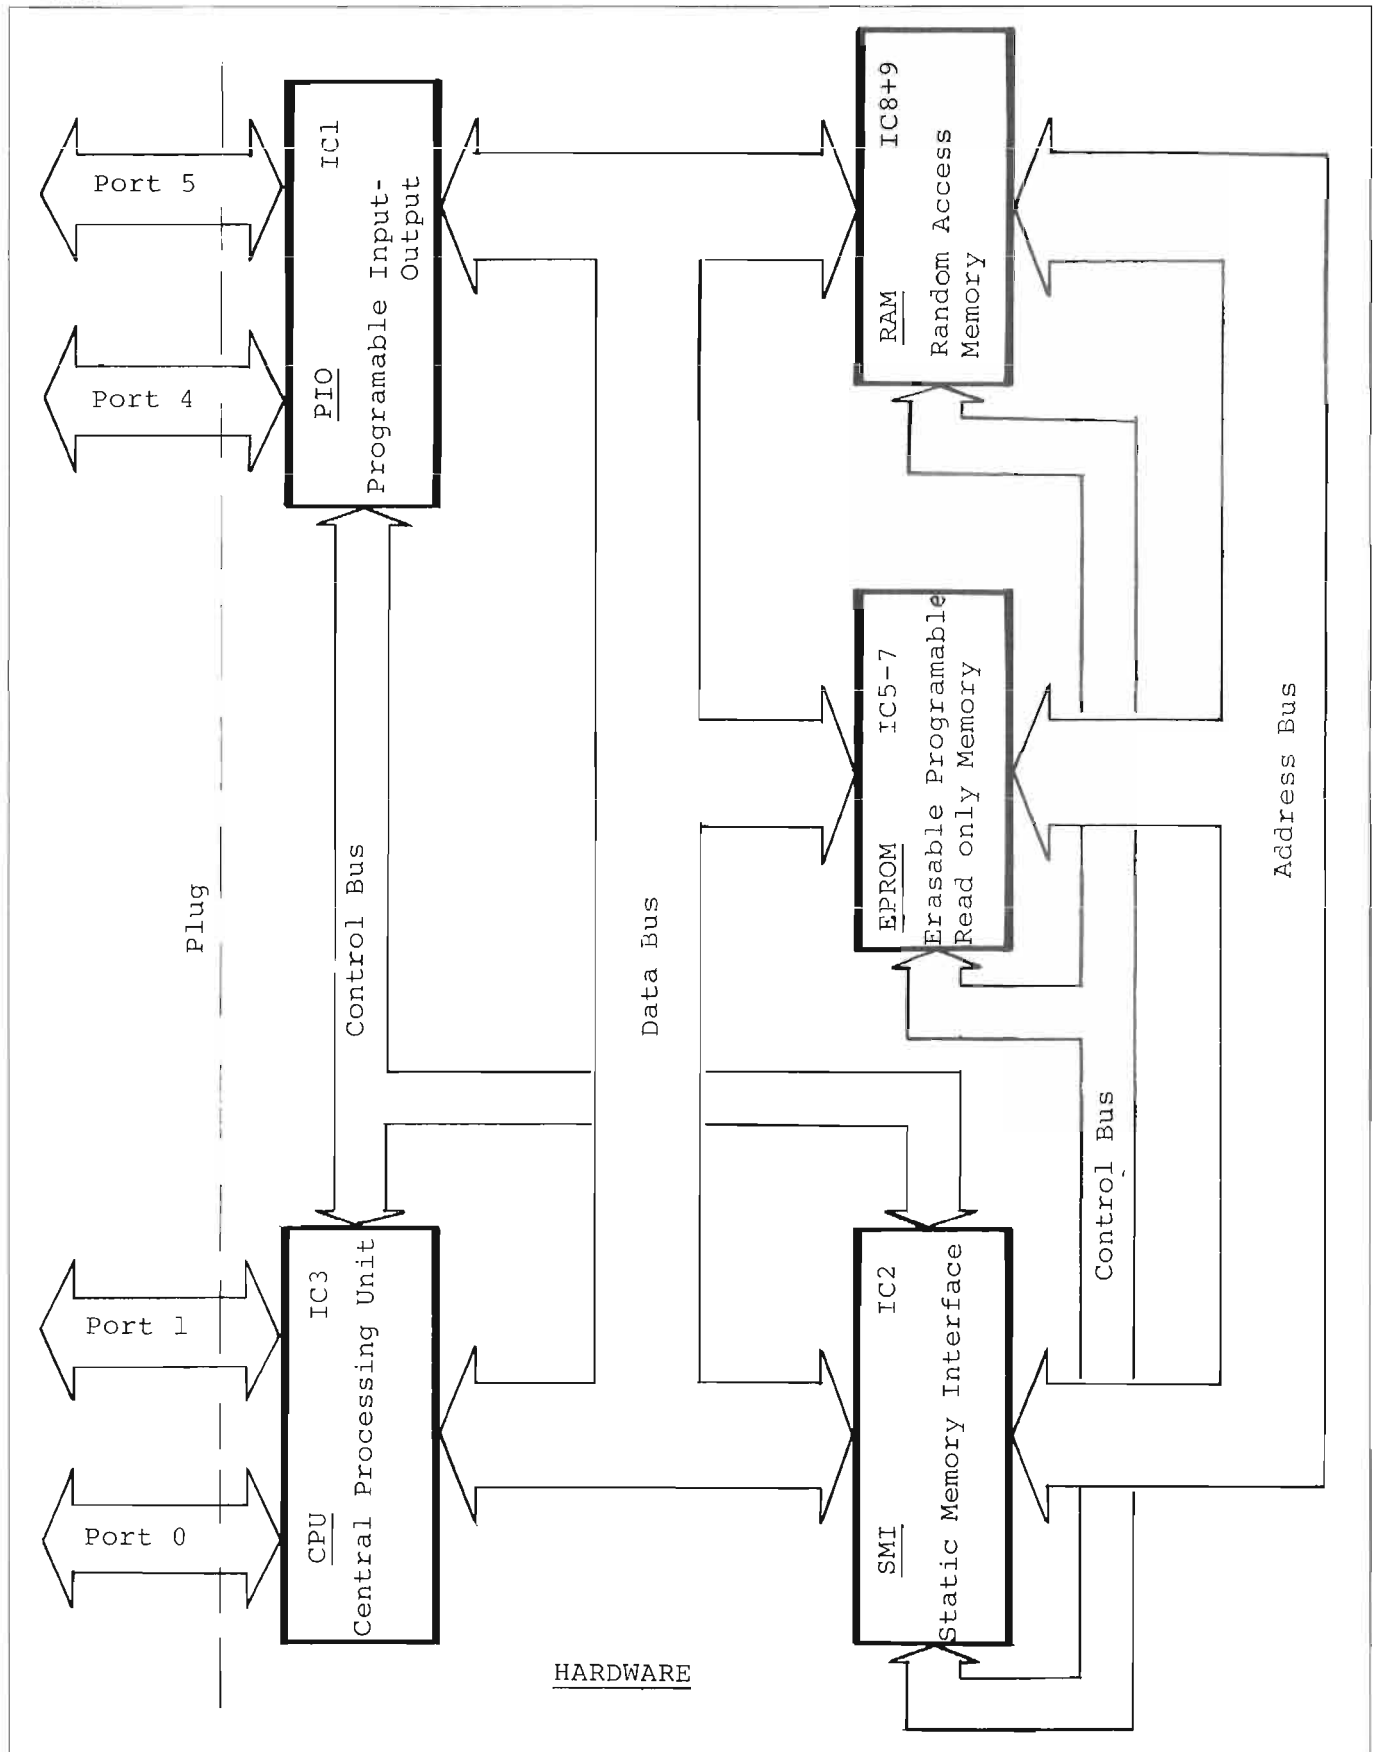 Port 5
Port 4
Port 1
Port 0
Plug
PIO IC1
Programable Input-
Output
CPU IC3
Central Processing Unit
Control Bus
Data Bus
RAM IC8+9
Random Access
Memory
EPROM IC5-7
Erasable Programable
Read only Memory
SMI IC2
Static Memory Interface
Control Bus
Address Bus
HARDWARE